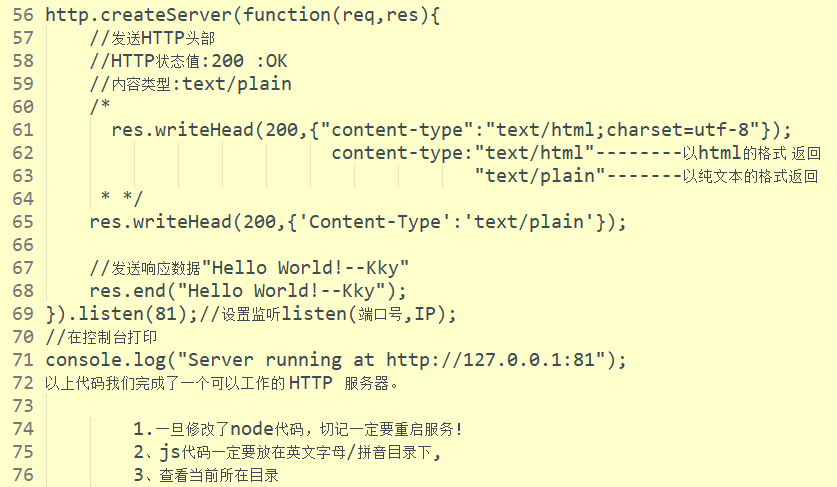 56 http.createServer(function(req,res){
57     //发送HTTP头部
58     //HTTP状态值:200 :OK
59     //内容类型:text/plain
60     /*
61       res.writeHead(200,{"content-type":"text/html;charset=utf-8"});
62                           content-type:"text/html"--------以html的格式 返回
63                                        "text/plain"-------以纯文本的格式返回
64      * */
65     res.writeHead(200,{'Content-Type':'text/plain'});
66
67     //发送响应数据"Hello World!--Kky"
68     res.end("Hello World!--Kky");
69 }).listen(81);//设置监听listen(端口号,IP);
70 //在控制台打印
71 console.log("Server running at http://127.0.0.1:81");
72 以上代码我们完成了一个可以工作的 HTTP 服务器。
73
74         1.一旦修改了node代码，切记一定要重启服务!
75         2、js代码一定要放在英文字母/拼音目录下,
76         3、查看当前所在目录